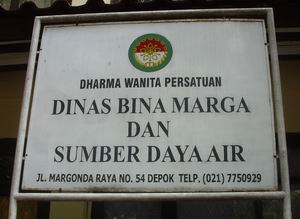 DHARMA WANITA PERSATUAN
DINAS BINA MARGA
DAN
SUMBER DAYA AIR
JL. MARGONDA RAYA NO. 54 DEPOK TELP. (021) 7750929